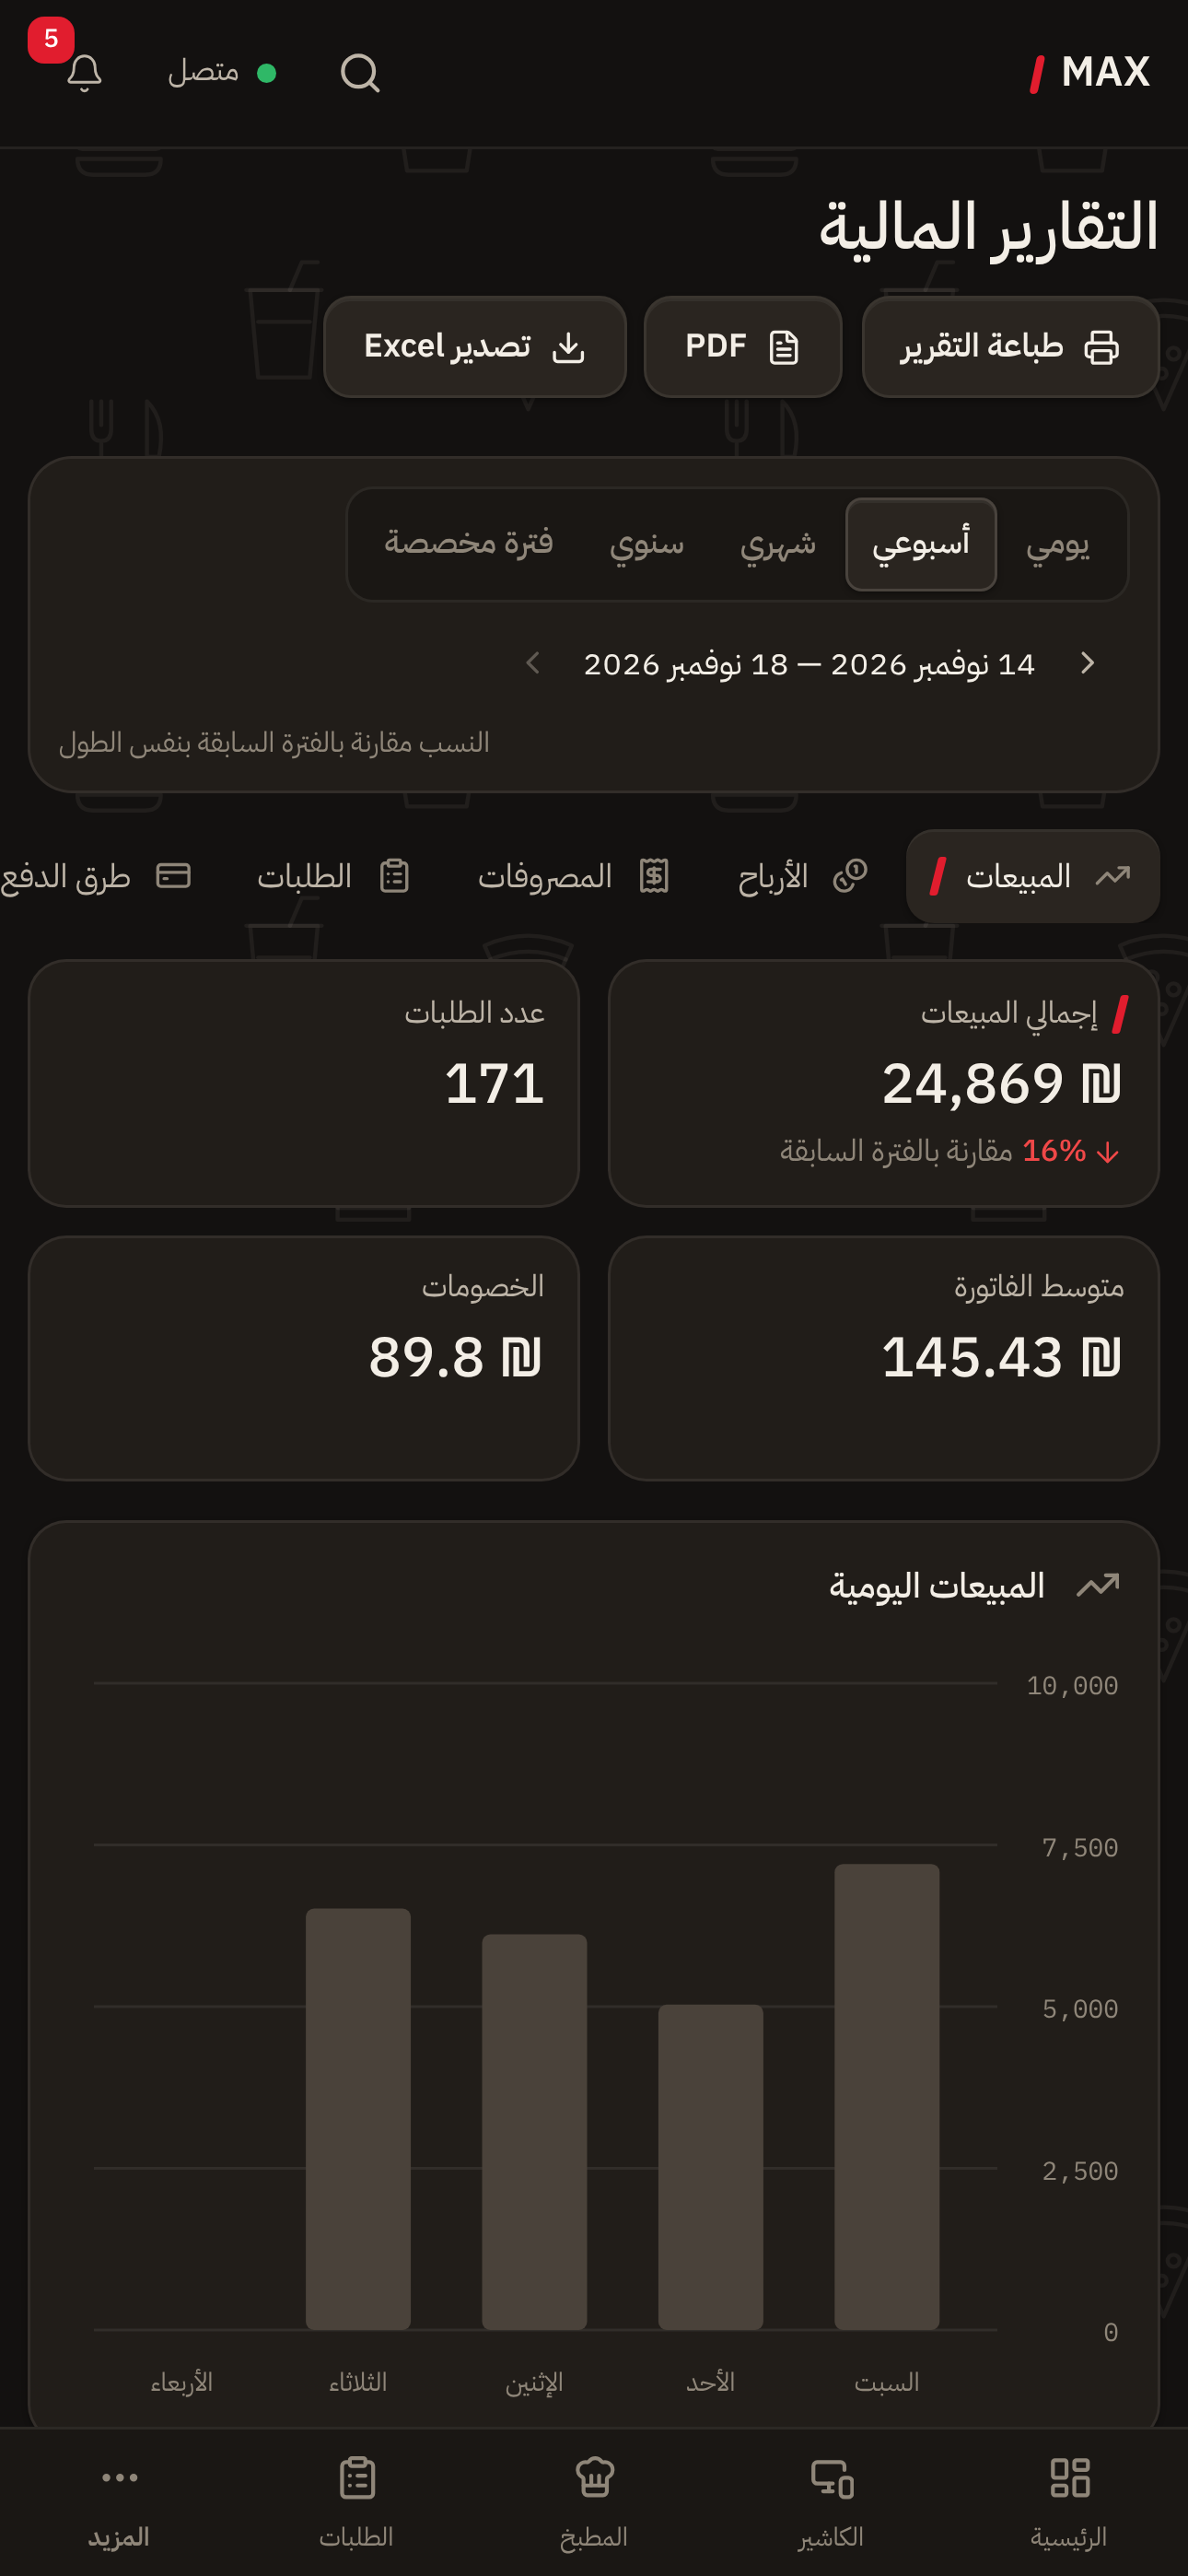 MAX
متصل
5
التقارير المالية
طباعة التقرير
PDF
تصدير Excel
يومي
أسبوعي
شهري
سنوي
فترة مخصصة
14 نوفمبر 2026 — 18 نوفمبر 2026
النسب مقارنة بالفترة السابقة بنفس الطول
المبيعات
الأرباح
المصروفات
الطلبات
طرق الدفع
إجمالي المبيعات
₪ 24,869
16% مقارنة بالفترة السابقة
عدد الطلبات
171
متوسط الفاتورة
₪ 145.43
الخصومات
₪ 89.8
المبيعات اليومية
10,000
7,500
5,000
2,500
0
السبت
الأحد
الإثنين
الثلاثاء
الأربعاء
الرئيسية
الكاشير
المطبخ
الطلبات
المزيد